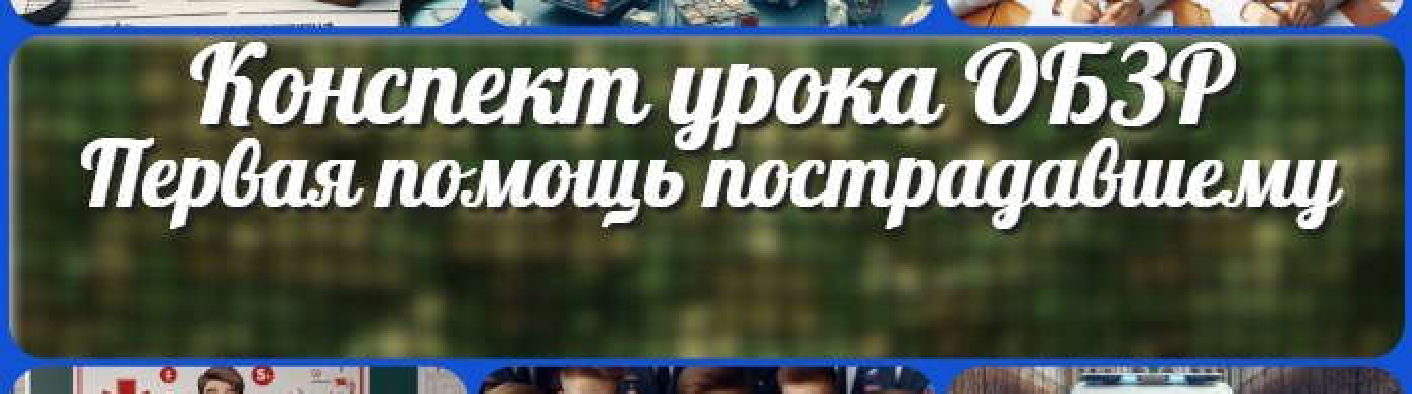 Конспект урока ОБЗР
Первая помощь пострадавшему